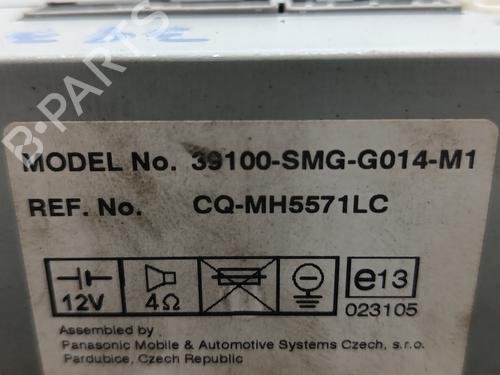 B-PARTS
MODEL No. 39100-SMG-G014-M1
REF. No. CQ-MH5571LC
12V 4Ω e13
023105
Assembled by
Panasonic Mobile & Automotive Systems Czech, s.r.o.
Pardubice, Czech Republic